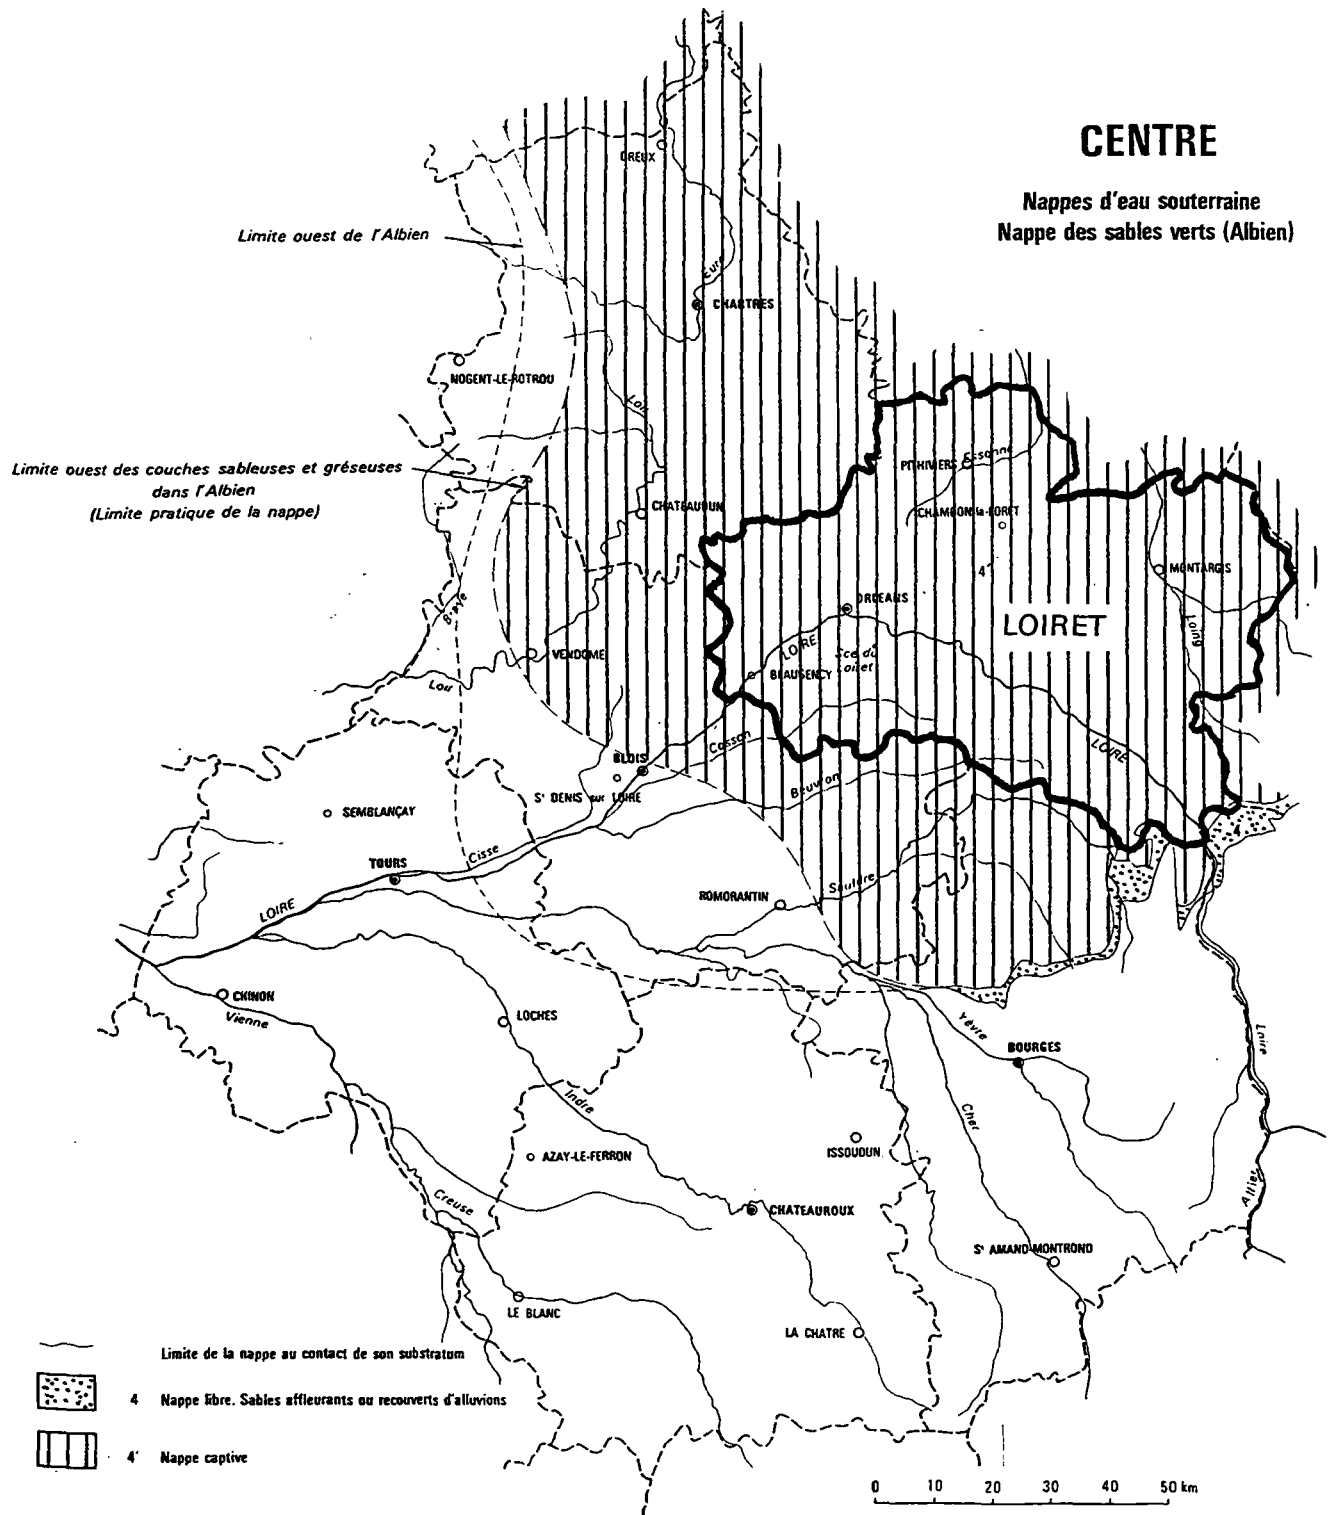 CENTRE
Nappes d'eau souterraine
Nappe des sables verts (Albien)
DREUX
Limite ouest de l'Albien
Eure
CHARTRES
NOGENT-LE-ROTROU
Loir
PITHIVIERS
Essonne
Limite ouest des couches sableuses et gréseuses
dans l'Albien
(Limite pratique de la nappe)
CHATEAUDUN
CHAMBON-la-FORET
4'
MONTARGIS
ORLEANS
LOIRET
Braye
Loing
LOIRE
Sce du
Loiret
VENDOME
BEAUGENCY
Loir
Cosson
LOIRE
BLOIS
Beuvron
St DENIS sur LOIRE
SEMBLANÇAY
4
Cisse
TOURS
Sauldre
ROMORANTIN
LOIRE
CHINON
Vienne
LOCHES
Yèvre
BOURGES
Loire
Indre
Cher
ISSOUDUN
AZAY-LE-FERRON
Creuse
CHATEAUROUX
Allier
St AMAND-MONTROND
LE BLANC
LA CHATRE
Limite de la nappe au contact de son substratum
4 Nappe libre. Sables affleurants ou recouverts d'alluvions
4' Nappe captive
0 10 20 30 40 50 km